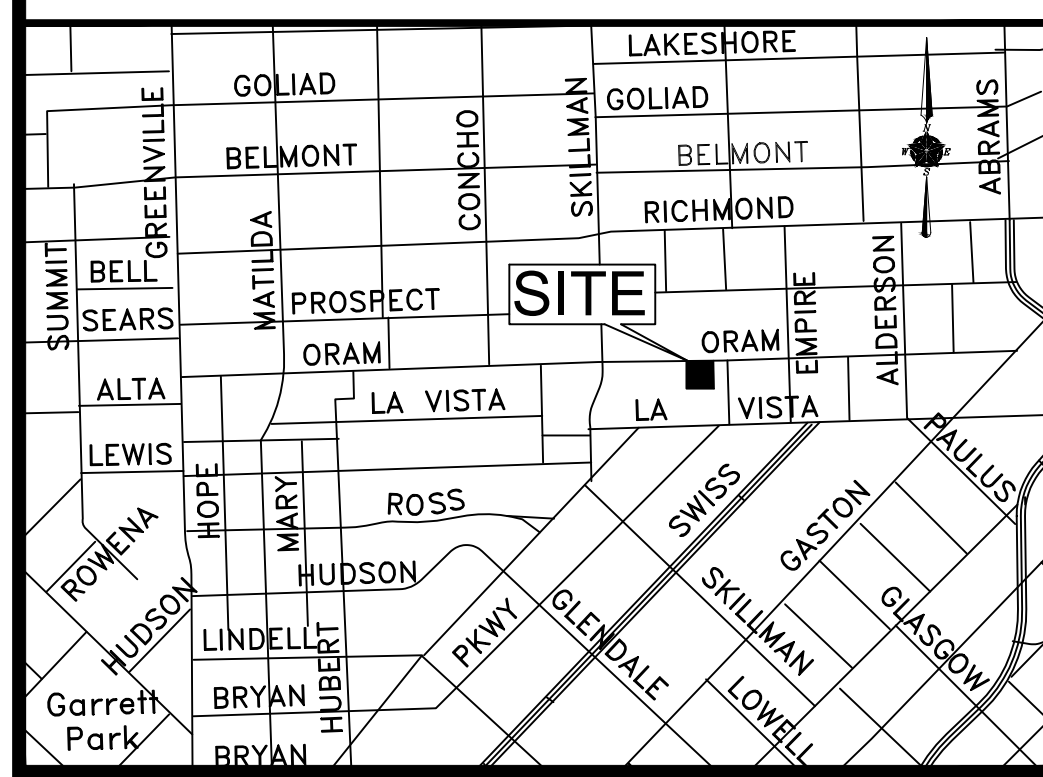 LAKESHORE
GOLIAD
GREENVILLE
GOLIAD
SKILLMAN
ABRAMS
CONCHO
N
W E
S
BELMONT
BELMONT
RICHMOND
MATILDA
SUMMIT
BELL
PROSPECT
SITE
EMPIRE
ALDERSON
SEARS
ORAM
ORAM
ALTA
LA VISTA
LA VISTA
LEWIS
HOPE
MARY
ROSS
SWISS
GASTON
PAULUS
ROWENA
HUDSON
HUDSON
PKWY
GLENDALE
SKILLMAN
GLASGOW
LINDELL
HUBERT
BRYAN
LOWELL
Garrett
Park
BRYAN